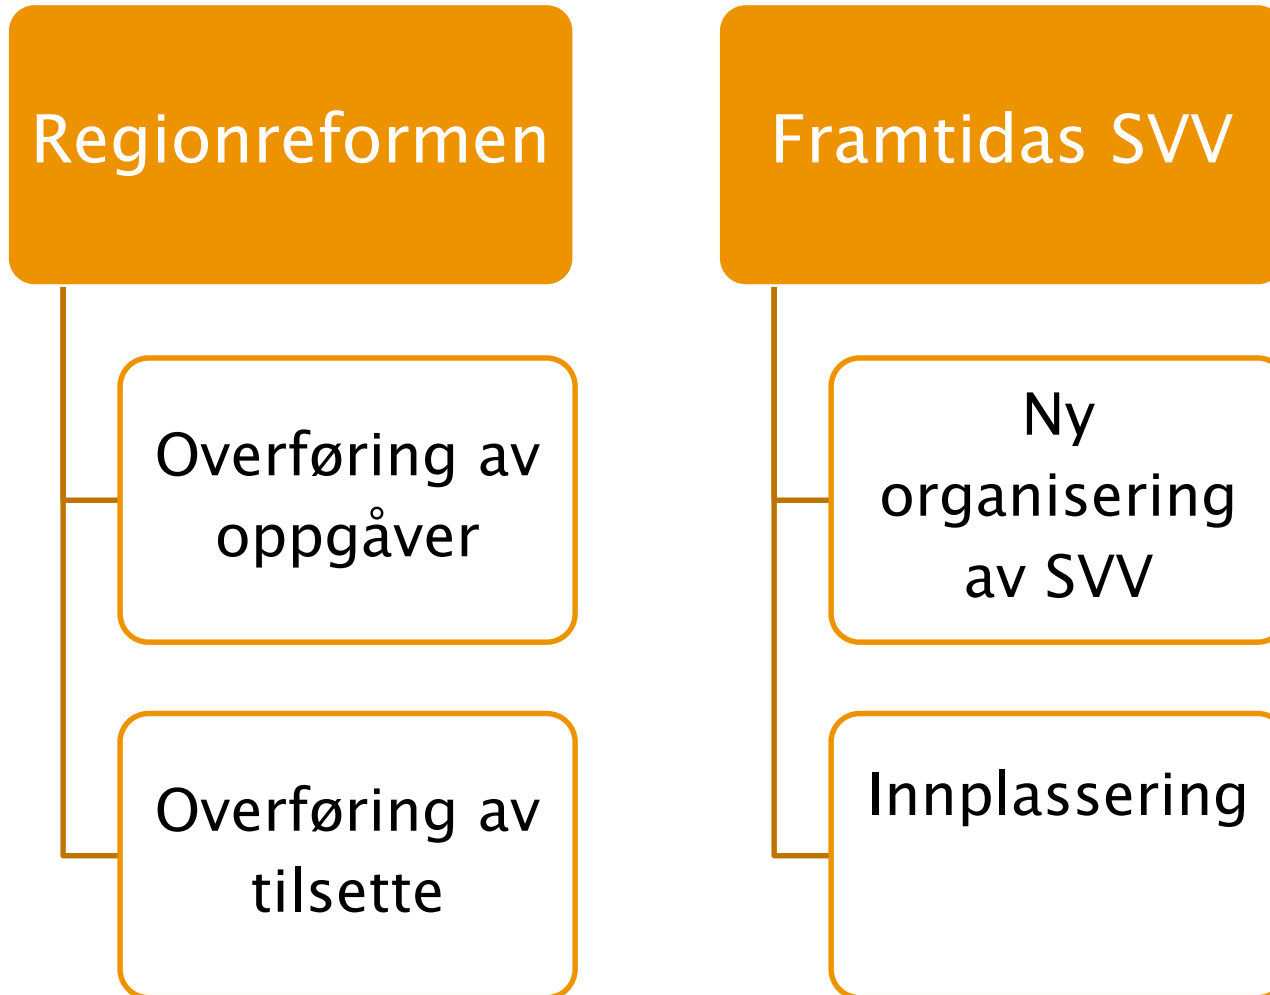 Regionreformen
Overføring av
oppgåver
Overføring av
tilsette
Framtidas SVV
Ny
organisering
av SVV
Innplassering